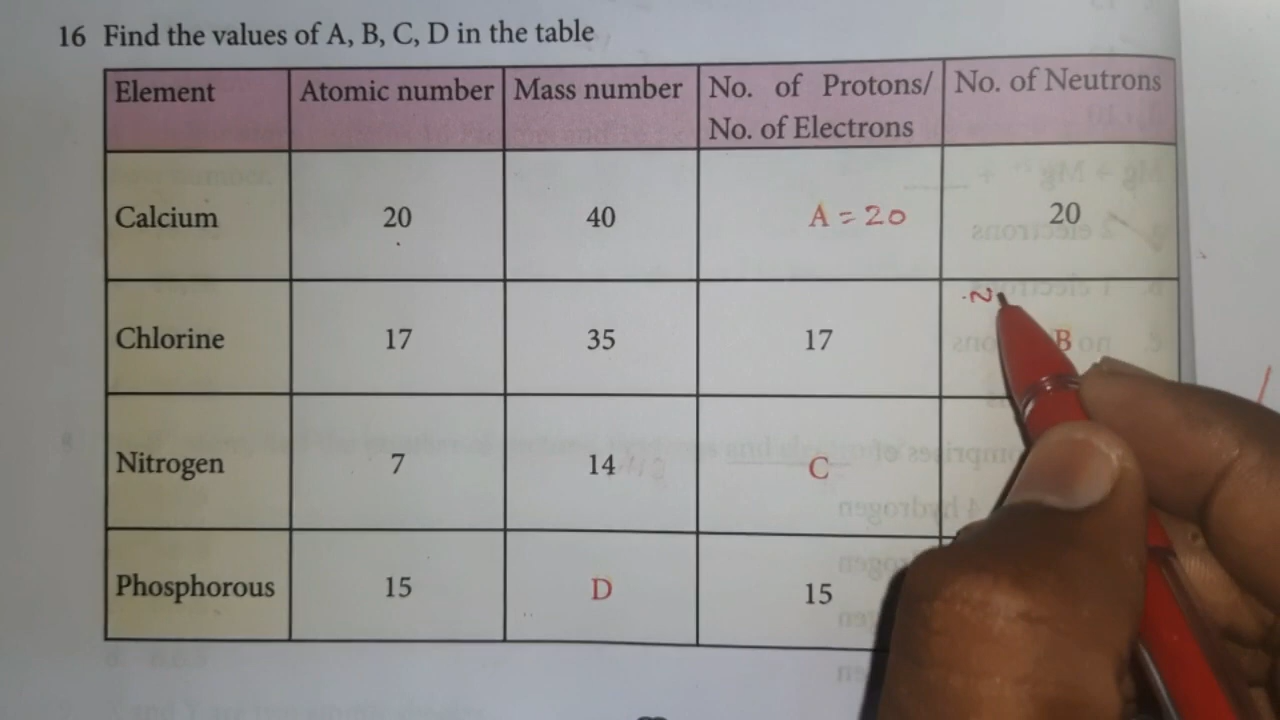 16 Find the values of A, B, C, D in the table
Element Atomic number Mass number No. of Protons/ No. of Neutrons
No. of Electrons
Calcium 20 40 A = 20 20
Chlorine 17 35 17 B
Nitrogen 7 14 C
Phosphorous 15 D 15